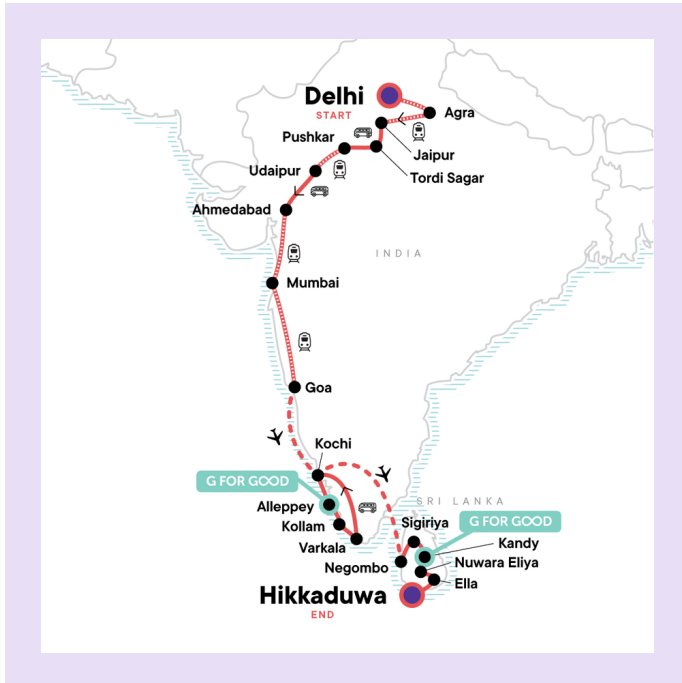 Delhi
START
Agra
Pushkar
Jaipur
Udaipur
Tordi Sagar
Ahmedabad
INDIA
Mumbai
Goa
Kochi
G FOR GOOD
Alleppey
SRI LANKA
Kollam
Sigiriya
G FOR GOOD
Varkala
Kandy
Negombo
Nuwara Eliya
Ella
Hikkaduwa
END